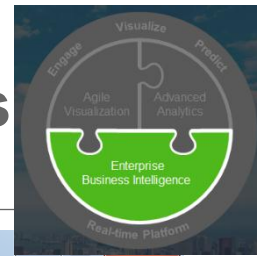 Visualize
Engage
Predict
s
Agile
Visualization
Advanced
Analytics
Enterprise
Business Intelligence
Real-time Platform